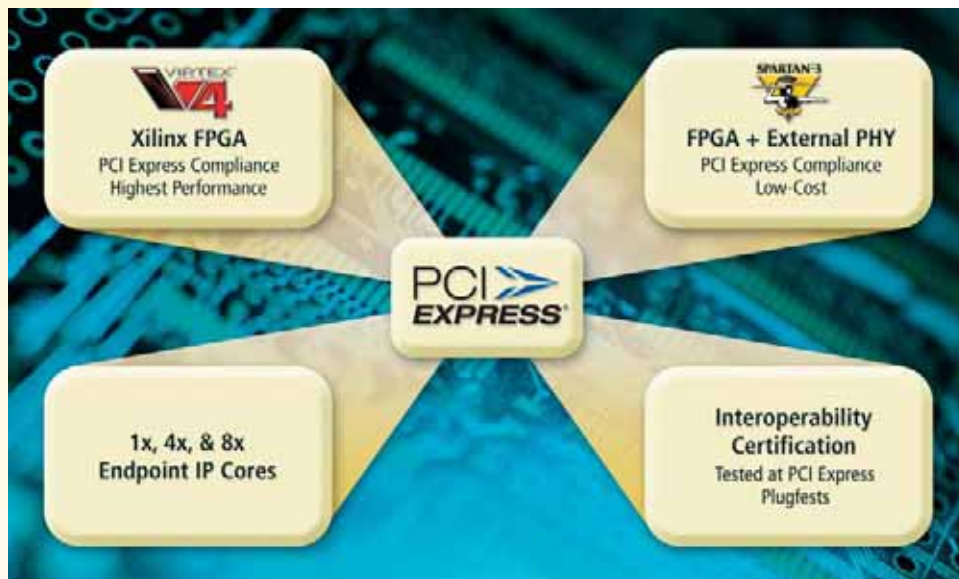 VIRTEX
4
Xilinx FPGA
PCI Express Compliance
Highest Performance
SPARTAN-3
FPGA + External PHY
PCI Express Compliance
Low-Cost
PCI
EXPRESS®
1x, 4x, & 8x
Endpoint IP Cores
Interoperability
Certification
Tested at PCI Express
Plugfests